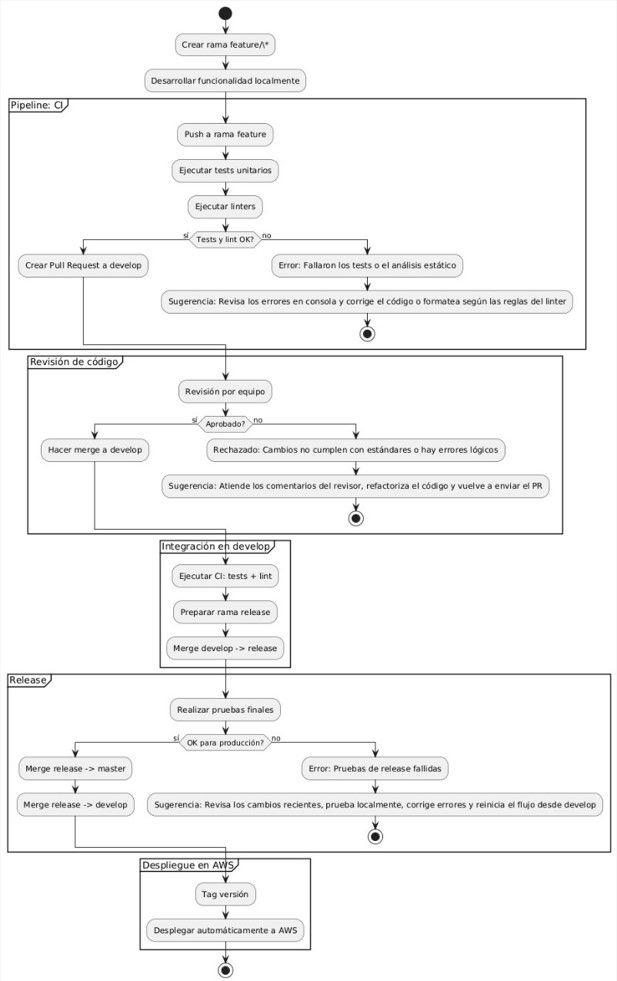 Crear rama feature/\*
Desarrollar funcionalidad localmente
Pipeline: CI
Push a rama feature
Ejecutar tests unitarios
Ejecutar linters
sí
Tests y lint OK?
no
Crear Pull Request a develop
Error: Fallaron los tests o el análisis estático
Sugerencia: Revisa los errores en consola y corrige el código o formatea según las reglas del linter
Revisión de código
Revisión por equipo
sí
Aprobado?
no
Hacer merge a develop
Rechazado: Cambios no cumplen con estándares o hay errores lógicos
Sugerencia: Atiende los comentarios del revisor, refactoriza el código y vuelve a enviar el PR
Integración en develop
Ejecutar CI: tests + lint
Preparar rama release
Merge develop -> release
Release
Realizar pruebas finales
sí
OK para producción?
no
Merge release -> master
Error: Pruebas de release fallidas
Merge release -> develop
Sugerencia: Revisa los cambios recientes, prueba localmente, corrige errores y reinicia el flujo desde develop
Despliegue en AWS
Tag versión
Desplegar automáticamente a AWS